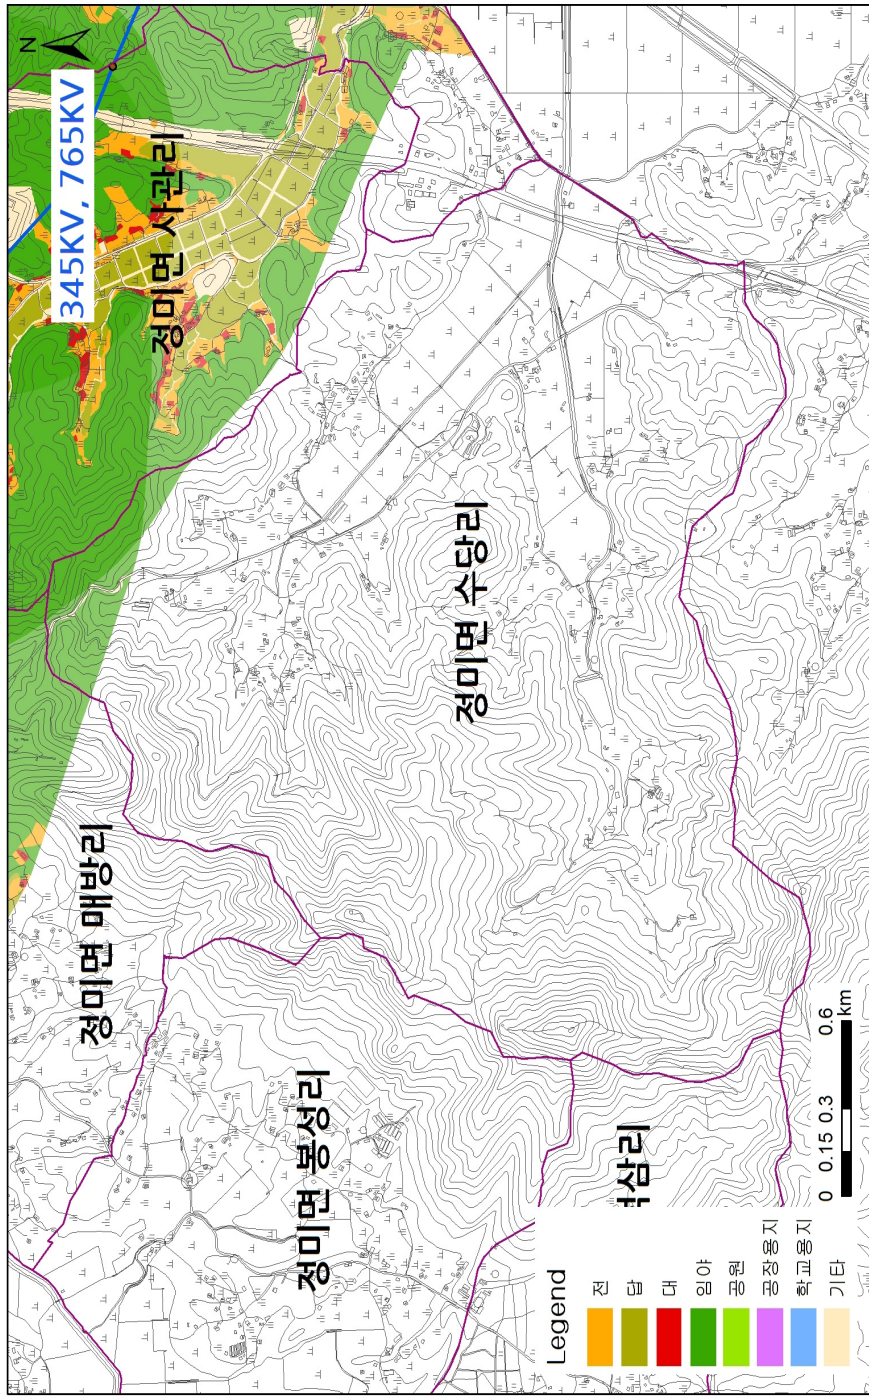 N
345KV, 765KV
정미면 사관리
정미면 매방리
정미면 수당리
정미면 봉성리
삼리
Legend
전
답
대
임야
공원
공장용지
학교용지
기타
0 0.15 0.3 0.6
km